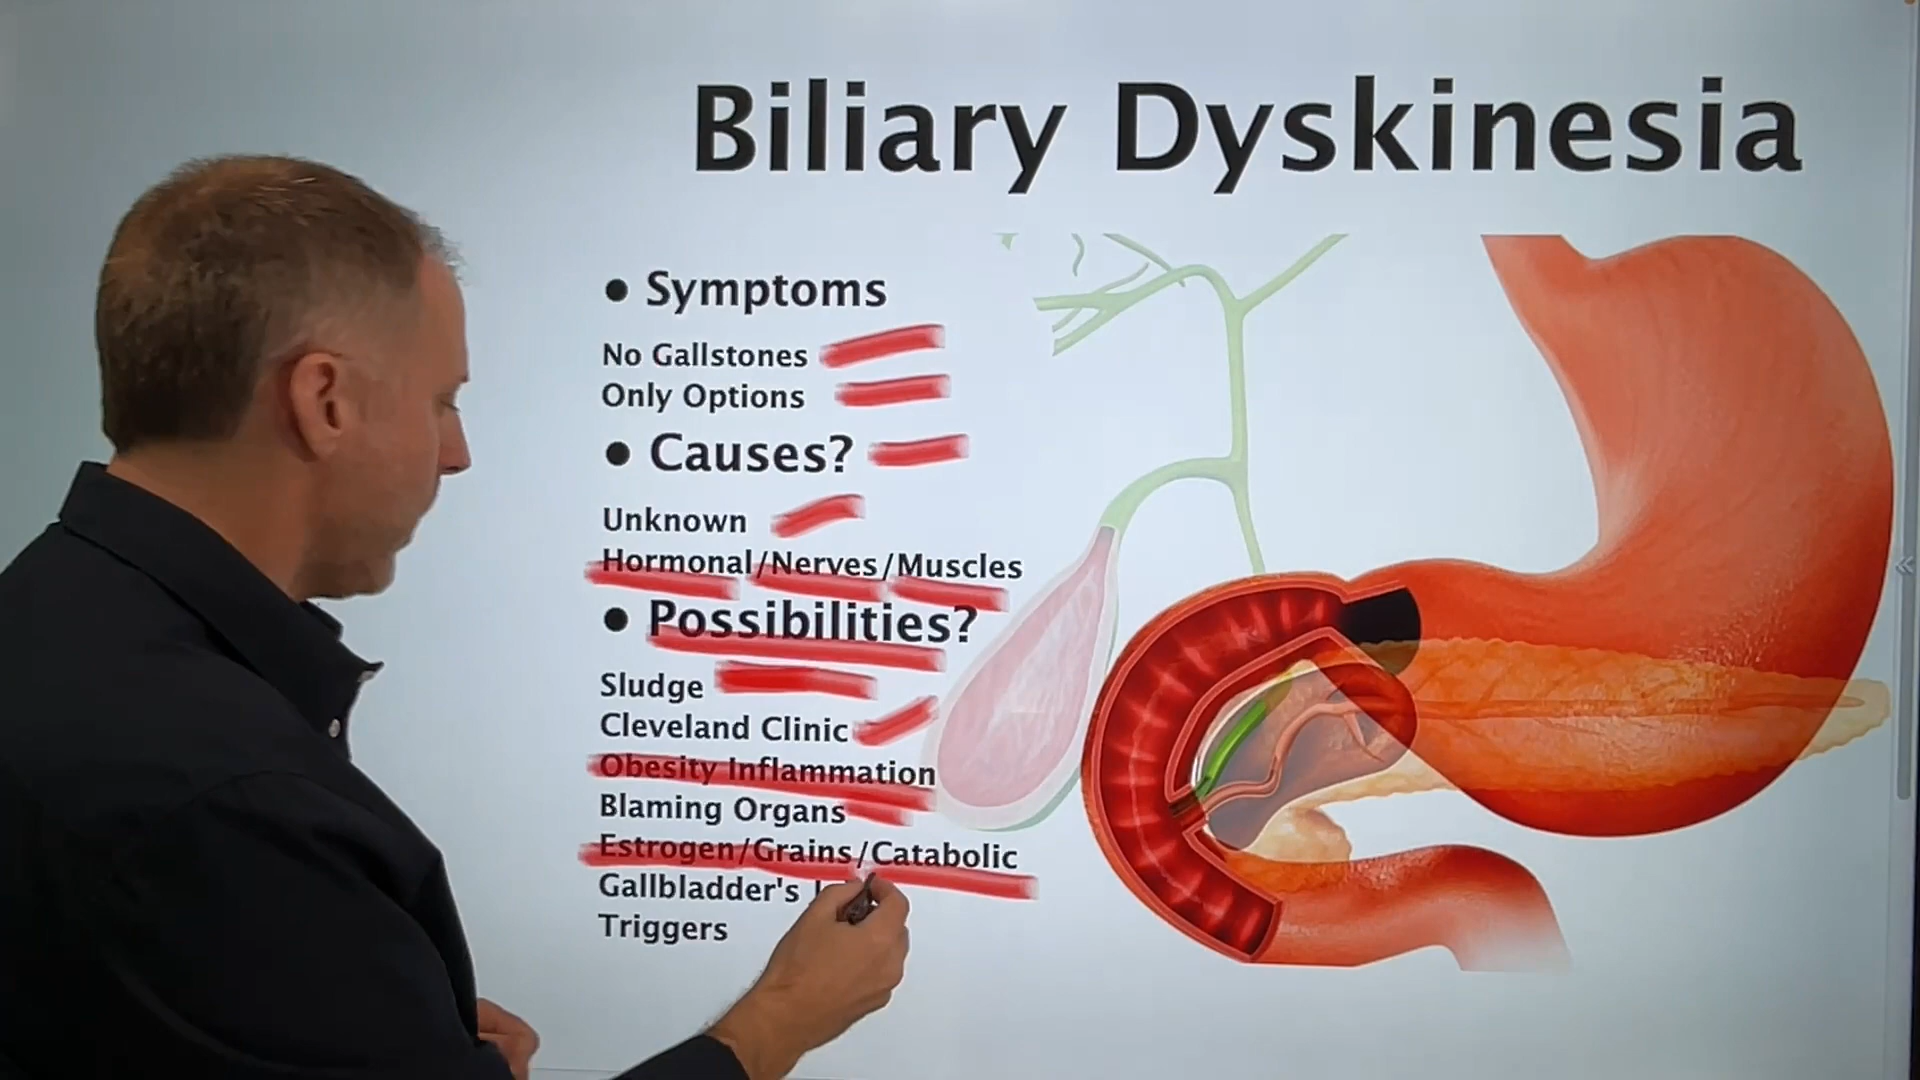 Biliary Dyskinesia
• Symptoms
No Gallstones
Only Options
• Causes?
Unknown
Hormonal/Nerves/Muscles
• Possibilities?
Sludge
Cleveland Clinic
Obesity Inflammation
Blaming Organs
Estrogen/Grains/Catabolic
Gallbladder's
Triggers
«